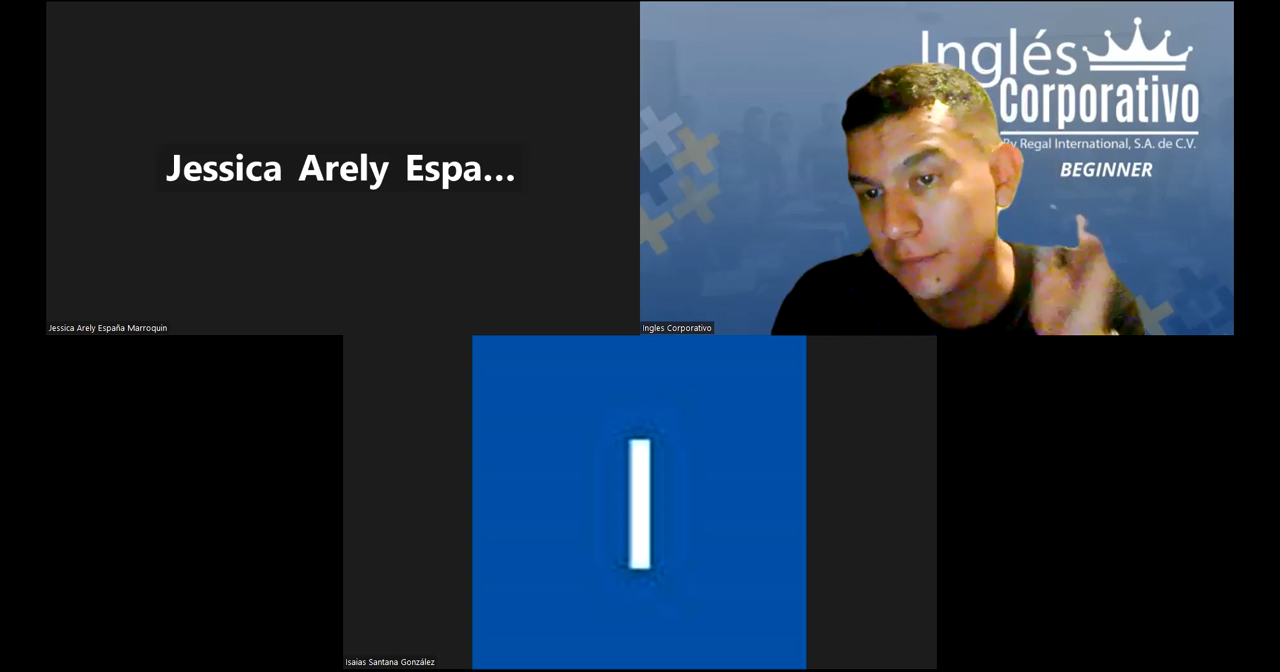 Jessica Arely Espa...
Jessica Arely España Marroquin
Inglés
Corporativo
By Regal International, S.A. de C.V.
BEGINNER
Ingles Corporativo
I
Isaias Santana González